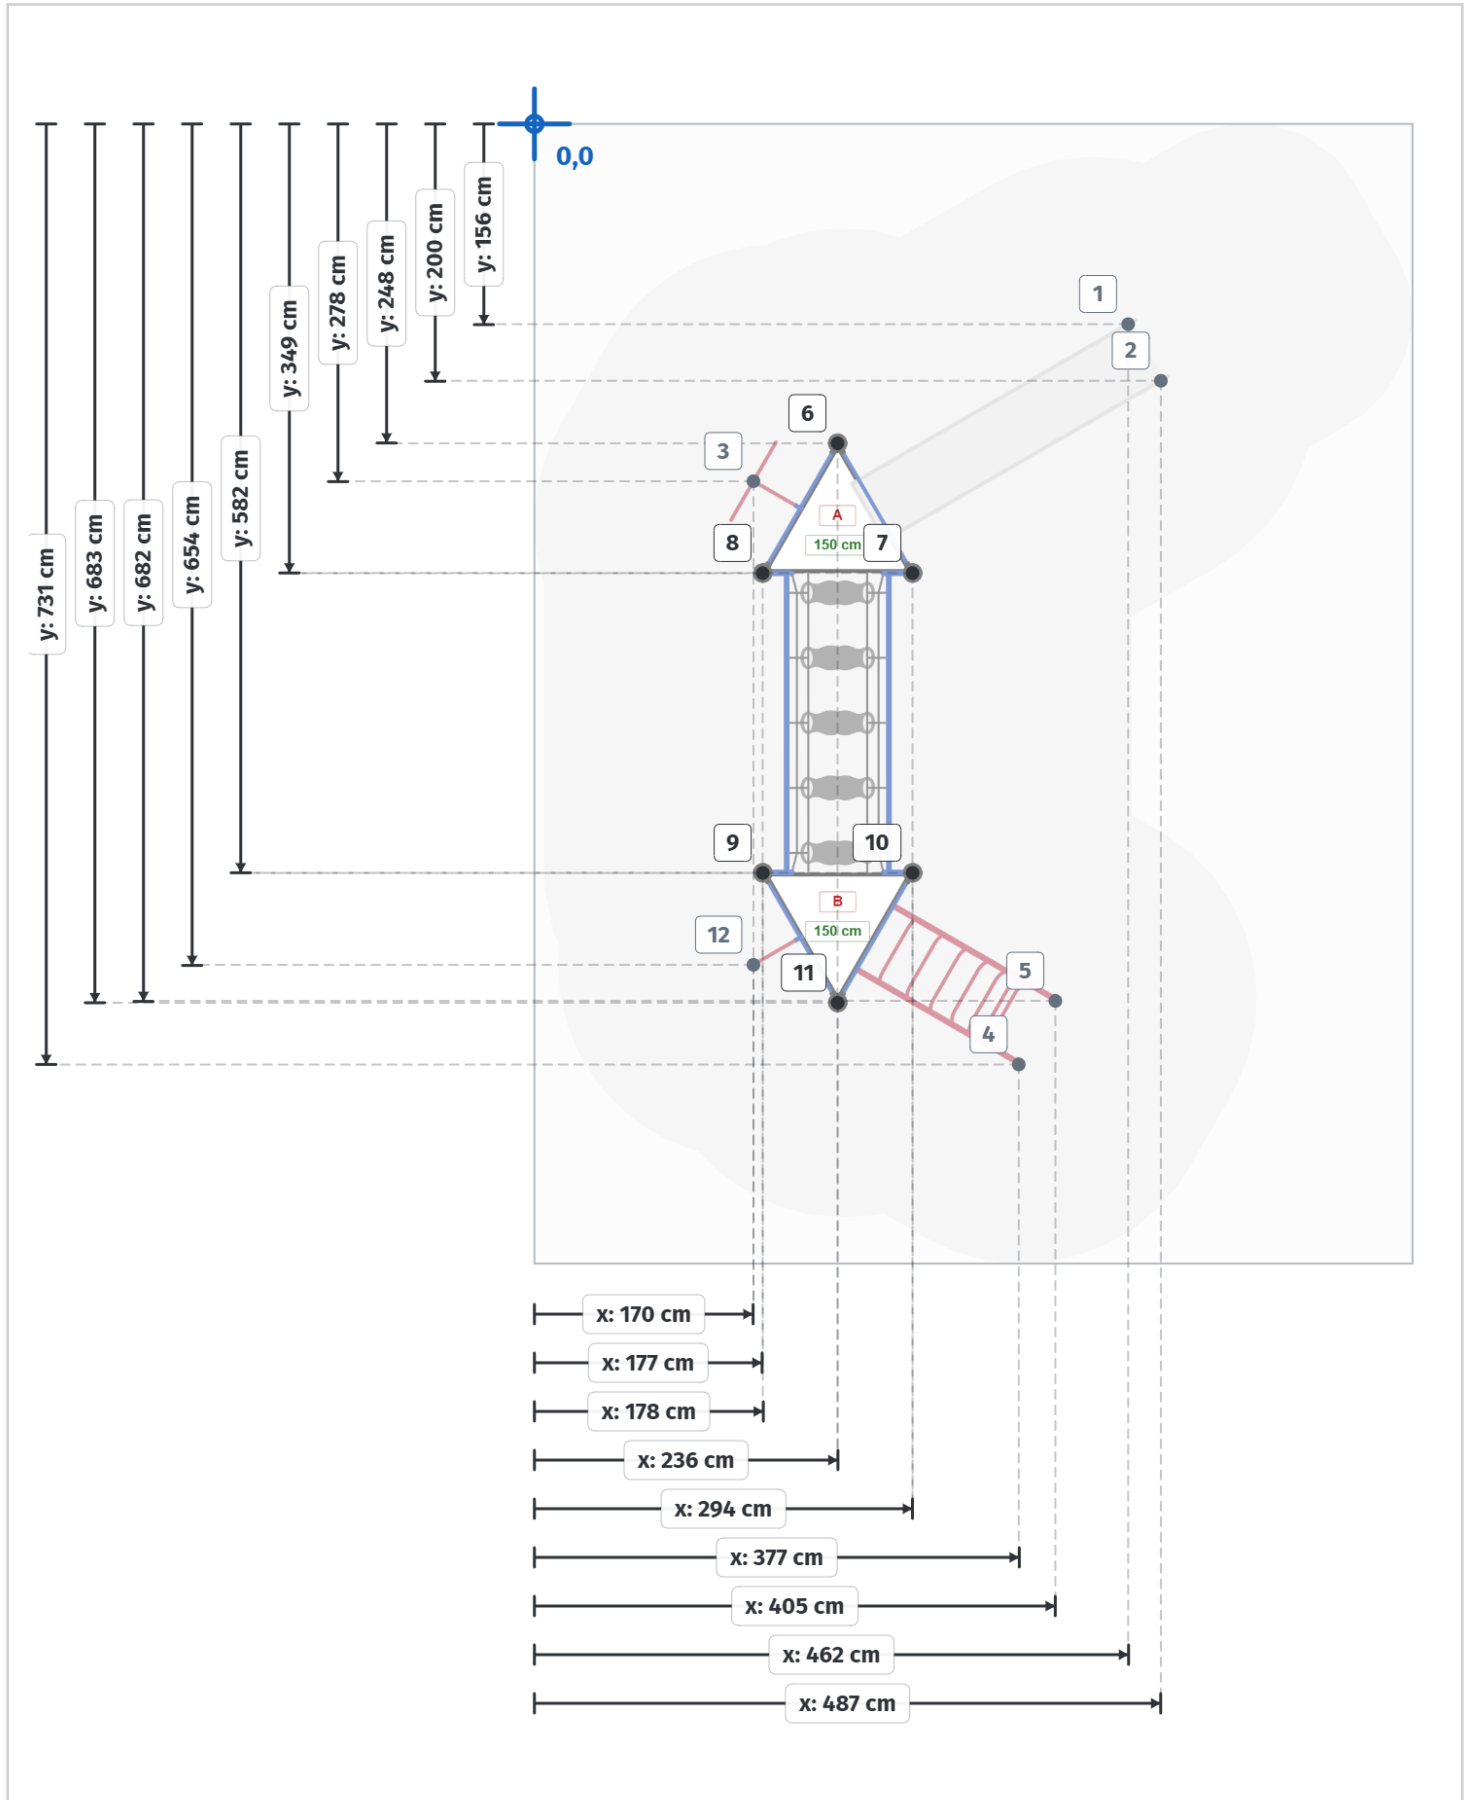 0,0
y: 731 cm
y: 683 cm
y: 682 cm
y: 654 cm
y: 582 cm
y: 349 cm
y: 278 cm
y: 248 cm
y: 200 cm
y: 156 cm
1
2
6
3
A
8
150 cm
7
9
10
B
12
150 cm
11
5
4
x: 170 cm
x: 177 cm
x: 178 cm
x: 236 cm
x: 294 cm
x: 377 cm
x: 405 cm
x: 462 cm
x: 487 cm